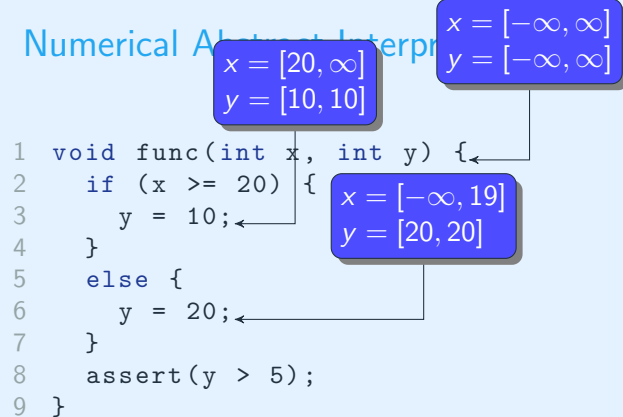 Numerical Abstract Interpr
x = [−∞, ∞]
y = [−∞, ∞]
x = [20, ∞]
y = [10, 10]
1 void func(int x, int y) {
2 if (x >= 20) {
x = [−∞, 19]
y = [20, 20]
3 y = 10;
4 }
5 else {
6 y = 20;
7 }
8 assert(y > 5);
9 }